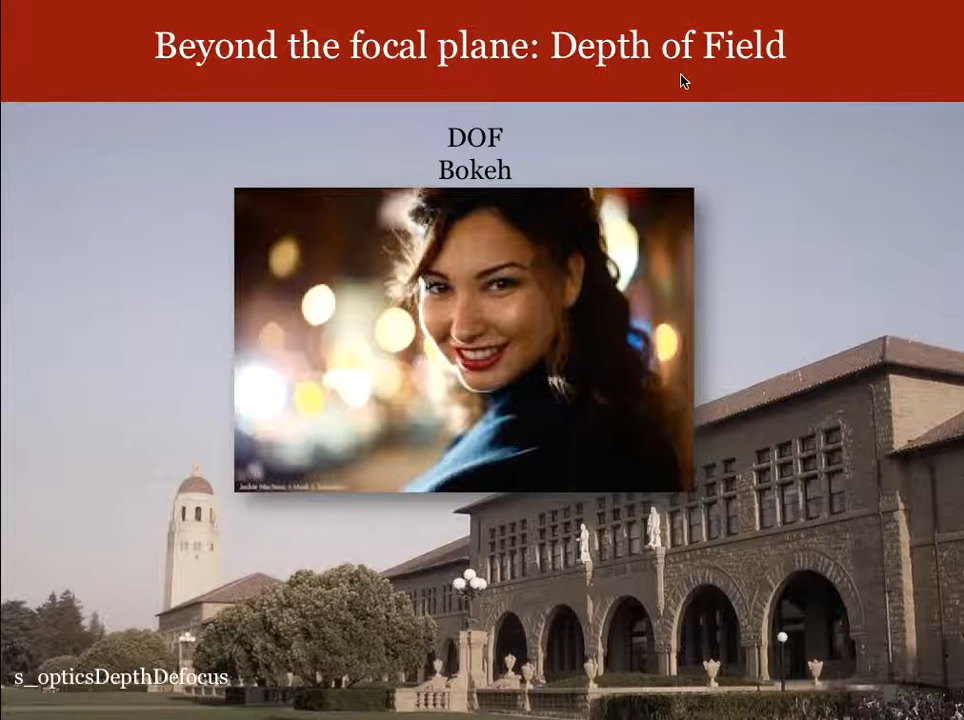 Beyond the focal plane: Depth of Field
DOF
Bokeh
s_opticsDepthDefocus